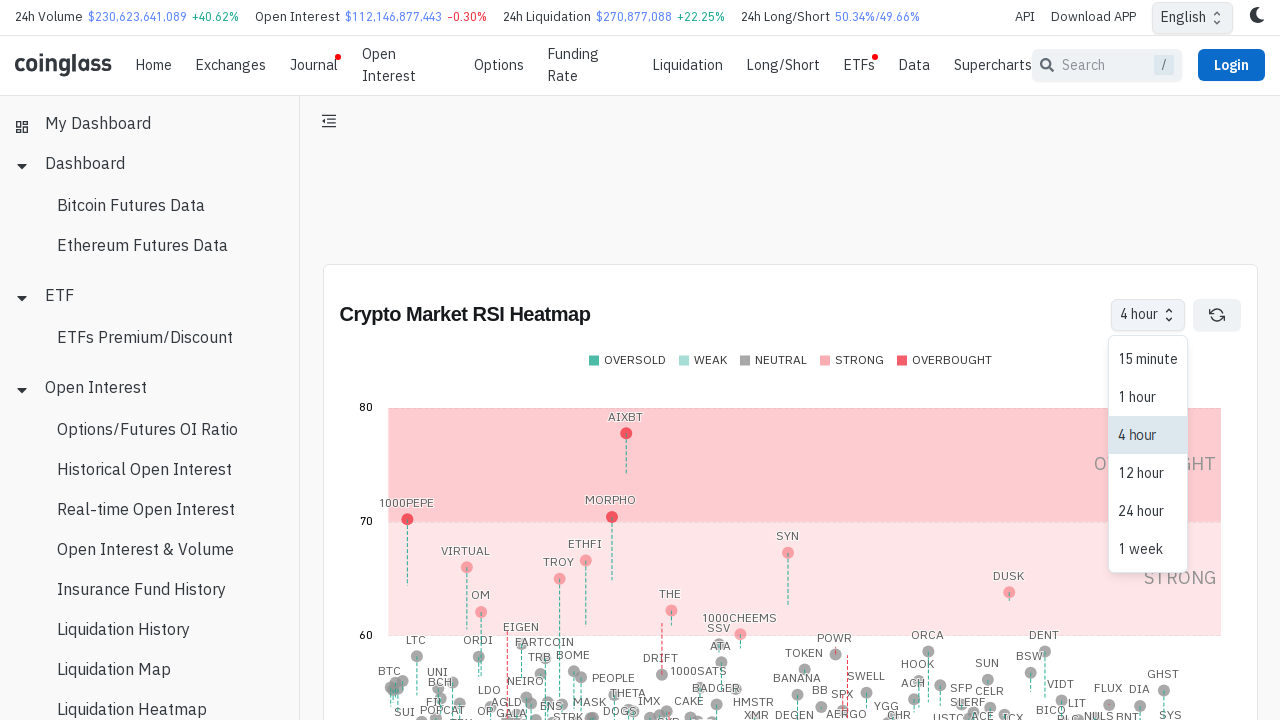 24h Volume $230,623,641,089 +40.62% Open Interest $112,146,877,443 -0.30% 24h Liquidation $270,877,088 +22.25% 24h Long/Short 50.34%/49.66% API Download APP English
coinglass Home Exchanges Journal Open Interest Options Funding Rate Liquidation Long/Short ETFs Data Supercharts Search / Login
My Dashboard
Dashboard
Bitcoin Futures Data
Ethereum Futures Data
ETF
ETFs Premium/Discount
Open Interest
Options/Futures OI Ratio
Historical Open Interest
Real-time Open Interest
Open Interest & Volume
Insurance Fund History
Liquidation History
Liquidation Map
Liquidation Heatmap
Crypto Market RSI Heatmap
4 hour
15 minute
1 hour
4 hour
12 hour
24 hour
1 week
OVERSOLD WEAK NEUTRAL STRONG OVERBOUGHT
80
AIXBT
1000PEPE MORPHO
70
SYN
ETHFI
VIRTUAL
TROY
STRONG
DUSK
OM THE
1000CHEEMS
EIGEN SSV
60
LTC ORDI FARTCOIN ATA POWR ORCA DENT
TRB BOME DRIFT TOKEN BSW
BTC UNI 1000SATS HOOK SUN
NEIRO PEOPLE BANANA SWELL GHST
BCH LDO THETA BADGER BB SPX ACH SFP CELR VIDT FLUX DIA
FIL AGLD ENS MASK IMX CAKE HMSTR YGG SLERF LIT
SUI POPCAT OP GALA STRK DOGS XMR DEGEN AERGO CHR USTC ACE ICX BICO NULS BNT SYS